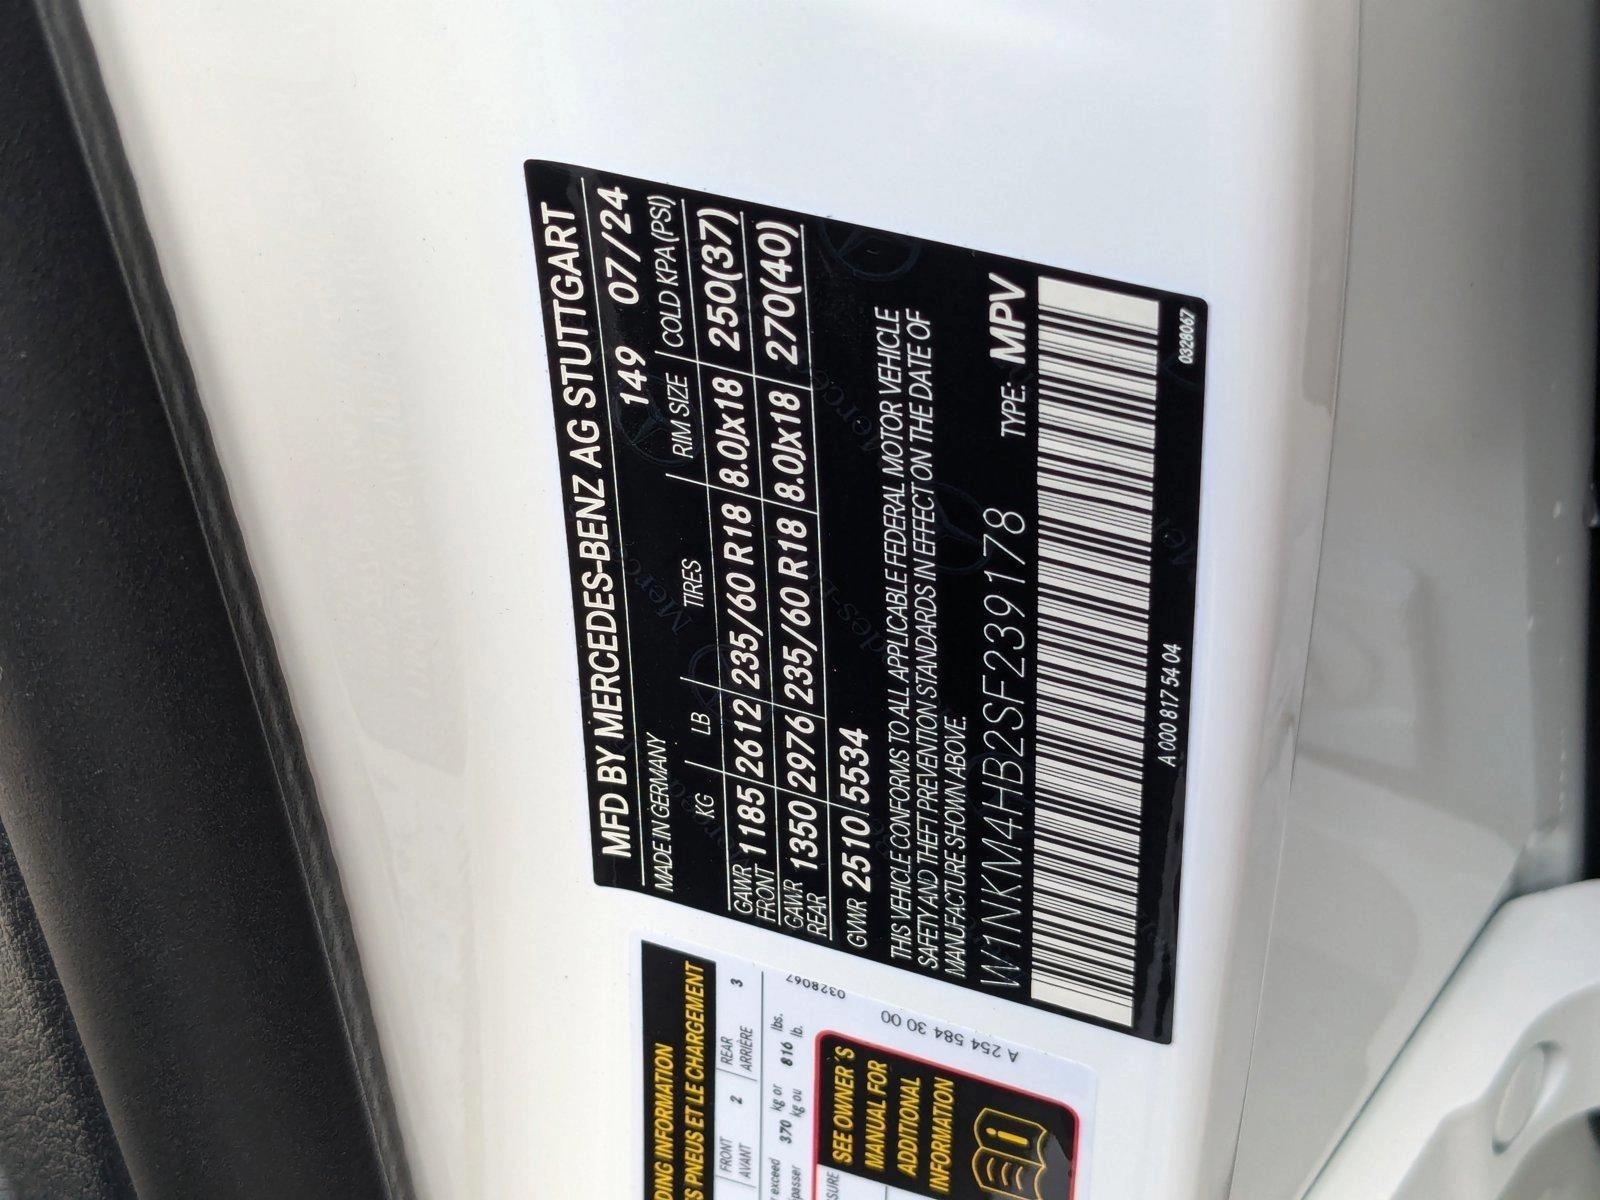 MFD BY MERCEDES-BENZ AG STUTTGART
MADE IN GERMANY 149 07/24
KG LB TIRES RIM SIZE COLD KPA (PSI)
GAWR FRONT 1185 2612 235/60 R18 8.0Jx18 250(37)
GAWR REAR 1350 2976 235/60 R18 8.0Jx18 270(40)
GVWR 2510 5534
THIS VEHICLE CONFORMS TO ALL APPLICABLE FEDERAL MOTOR VEHICLE
SAFETY AND THEFT PREVENTION STANDARDS IN EFFECT ON THE DATE OF
MANUFACTURE SHOWN ABOVE.
W1NKM4HB2SF239178 TYPE: MPV
A 000 817 54 04 0328067
INFORMATION
PNEUS ET LE CHARGEMENT
FRONT 2 REAR 3
AVANT ARRIÈRE
exceed 370 kg or 816 lbs.
kg ou lb.
0328067
A 254 584 30 00
SEE OWNER'S
MANUAL FOR
ADDITIONAL
INFORMATION
i